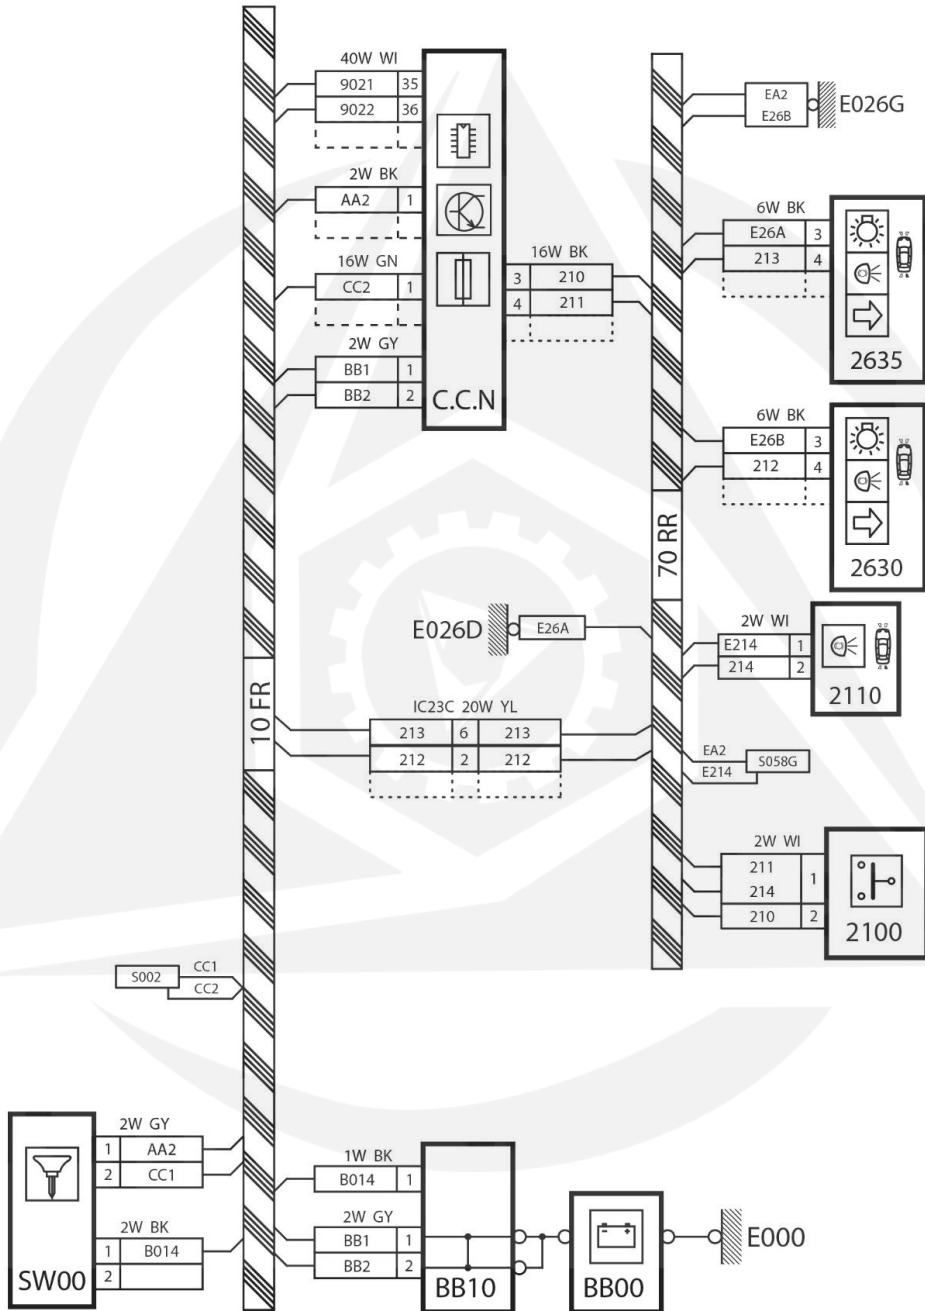 40W WI
9021 35
9022 36
2W BK
AA2 1
16W GN
CC2 1
2W GY
BB1 1
BB2 2
C.C.N
16W BK
3 210
4 211
EA2
E26B
E026G
6W BK
E26A 3
213 4
2635
6W BK
E26B 3
212 4
2630
70 RR
E026D
E26A
2W WI
E214 1
214 2
2110
10 FR
IC23C 20W YL
213 6 213
212 2 212
EA2
E214
S058G
2W WI
211
214
1
210 2
2100
S002
CC1
CC2
2W GY
1 AA2
2 CC1
2W BK
1 B014
2
SW00
1W BK
B014 1
2W GY
BB1 1
BB2 2
BB10
BB00
E000